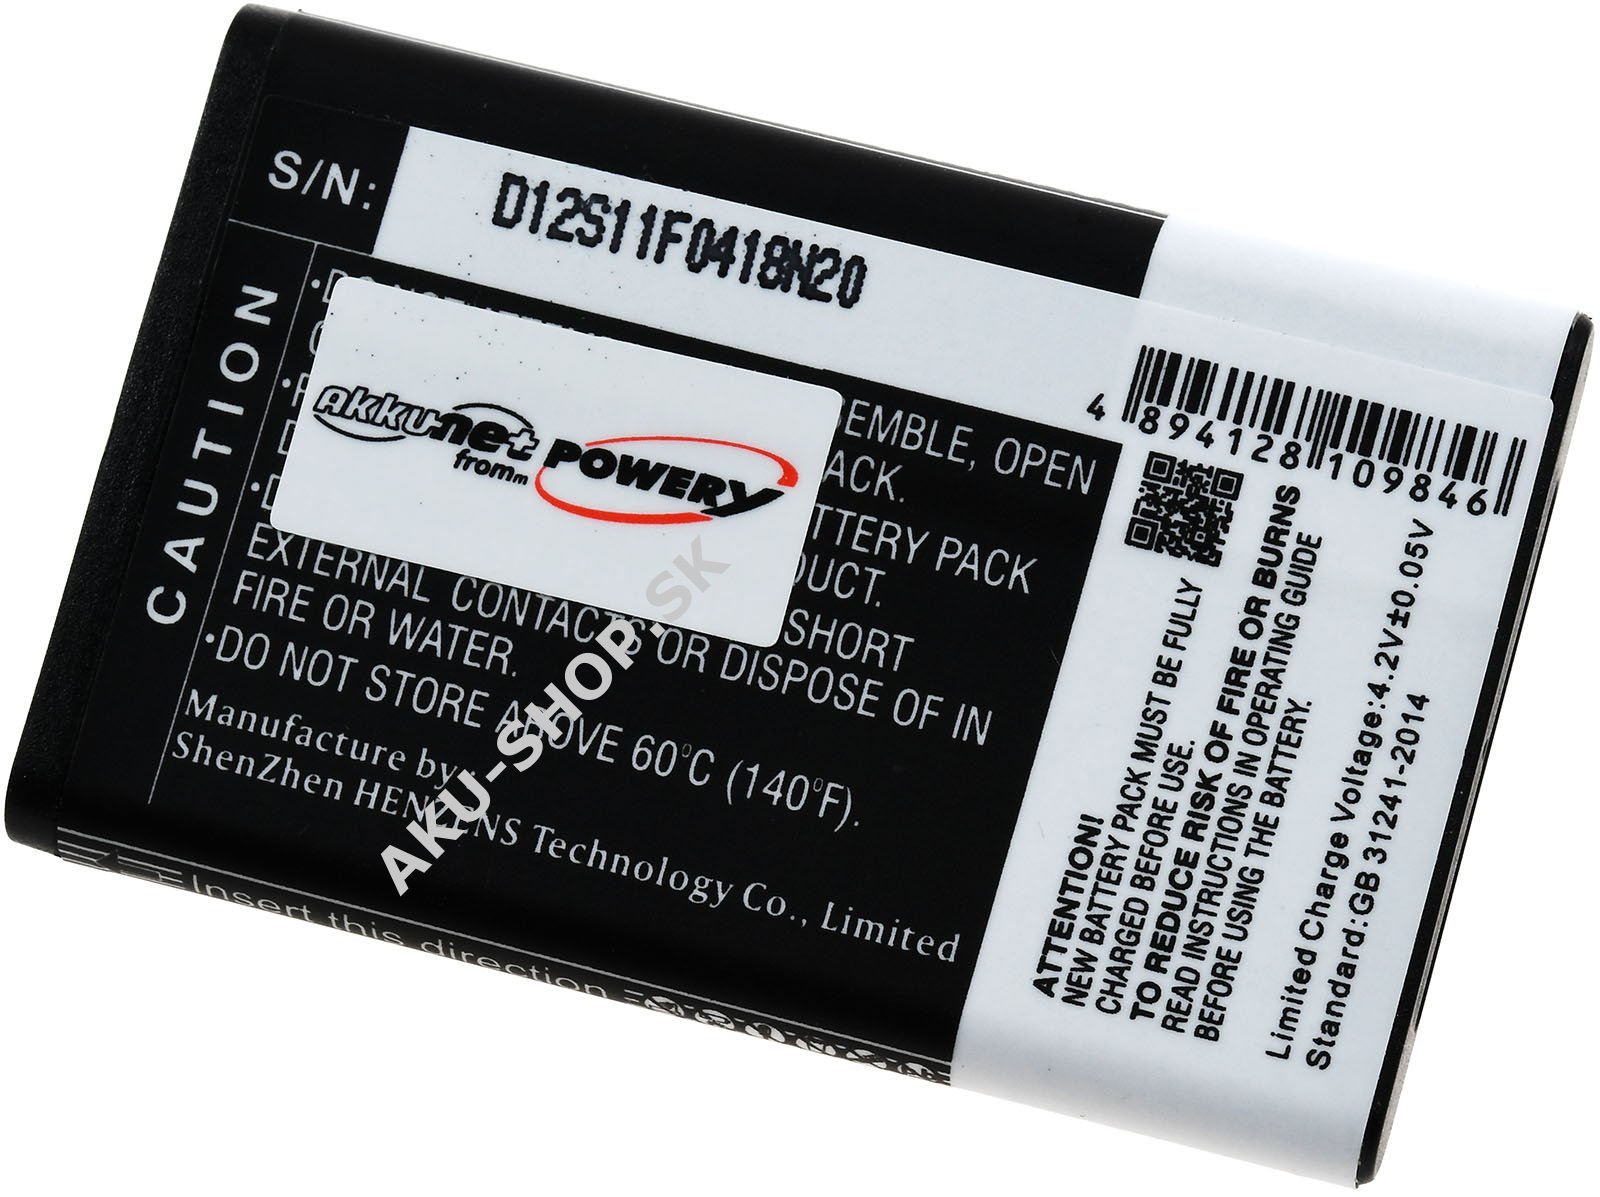 S/N:
D12S11F0418N20
CAUTION
SEMBLE, OPEN
ACK.
TTERY PACK
DUCT.
SHORT
EXTERNAL CONTACTS OR DISPOSE OF IN
FIRE OR WATER.
•DO NOT STORE ABOVE 60°C (140°F).
Manufacture by:
ShenZhen Technology Co., Limited
Insert this direction
akku-net
from
POWERY
4 894128 109846
ATTENTION!
NEW BATTERY PACK MUST BE FULLY
CHARGED BEFORE USE.
TO REDUCE RISK OF FIRE OR BURNS
READ INSTRUCTIONS IN OPERATING GUIDE
BEFORE USING THE BATTERY.
Limited Charge Voltage:4.2V±0.05V
Standard:GB 31241-2014
AKU-SHOP.SK